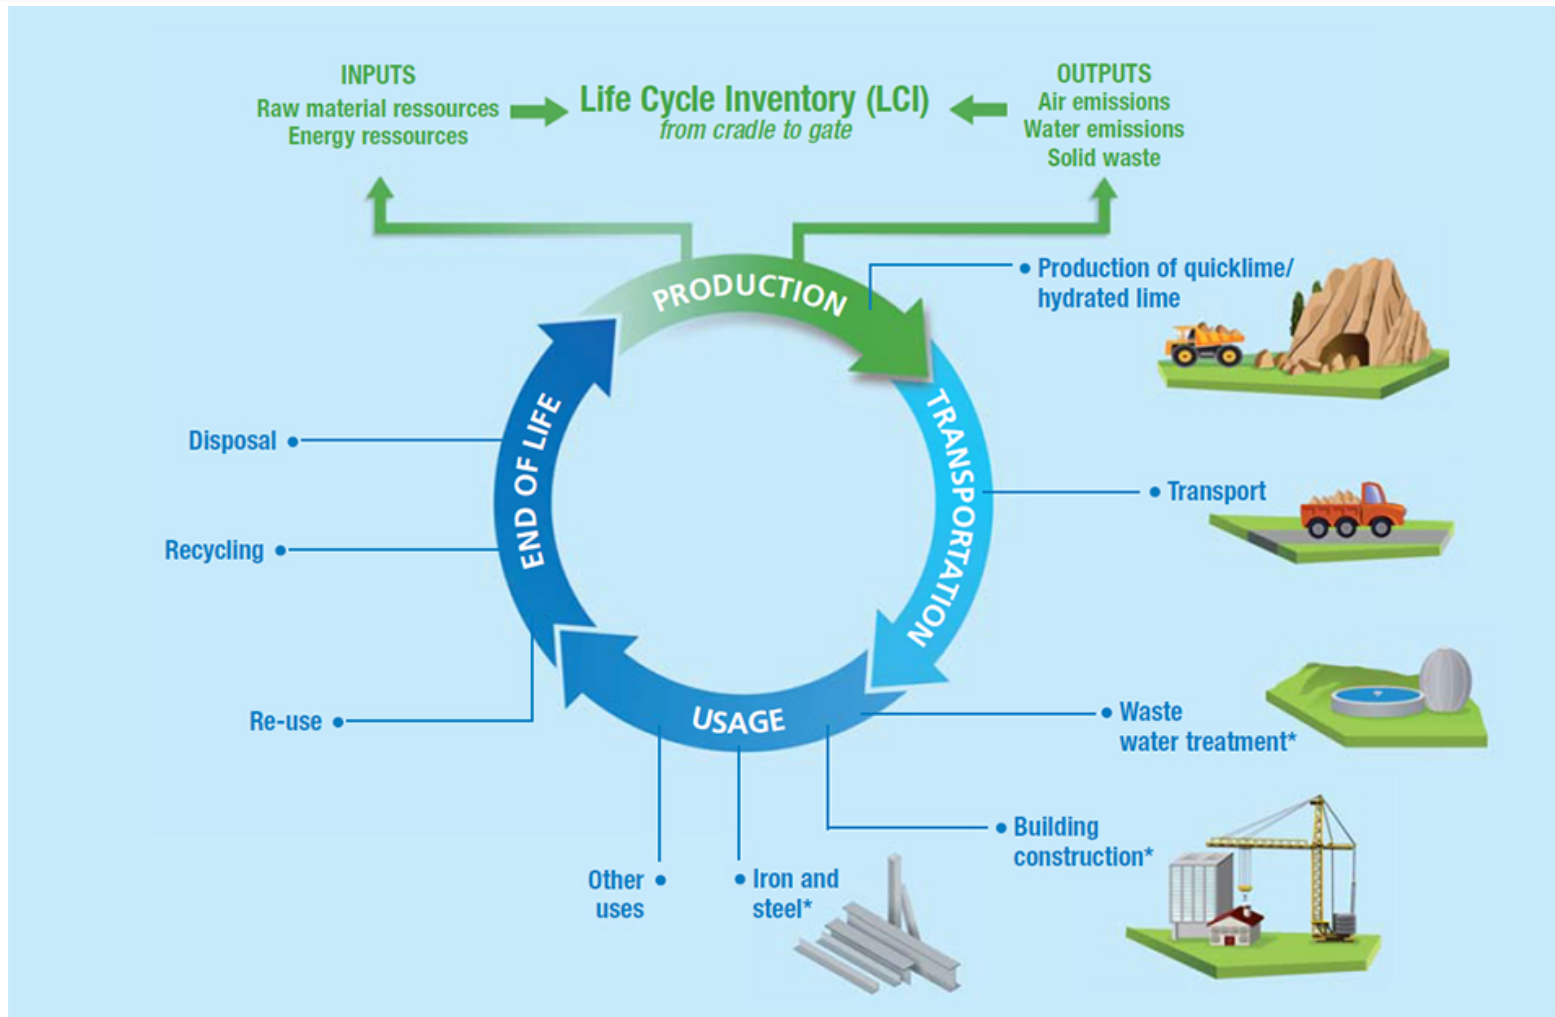 INPUTS
Raw material ressources
Energy ressources
Life Cycle Inventory (LCI)
from cradle to gate
OUTPUTS
Air emissions
Water emissions
Solid waste
PRODUCTION
Production of quicklime/
hydrated lime
TRANSPORTATION
Transport
USAGE
Waste
water treatment*
Building
construction*
Iron and
steel*
Other
uses
END OF LIFE
Re-use
Recycling
Disposal